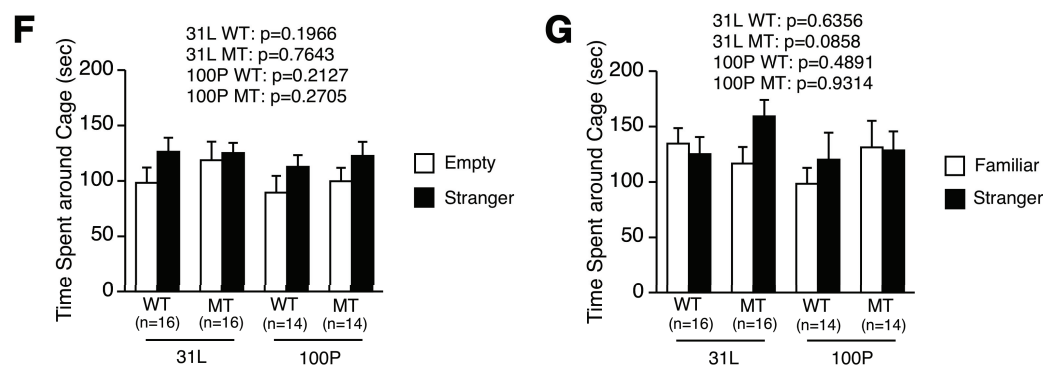 F
31L WT: p=0.1966
31L MT: p=0.7643
100P WT: p=0.2127
100P MT: p=0.2705
Time Spent around Cage (sec)
200
150
100
50
0
WT
MT
WT
MT
(n=16)
(n=16)
(n=14)
(n=14)
31L
100P
Empty
Stranger
G
31L WT: p=0.6356
31L MT: p=0.0858
100P WT: p=0.4891
100P MT: p=0.9314
Time Spent around Cage (sec)
200
150
100
50
0
WT
MT
WT
MT
(n=16)
(n=16)
(n=14)
(n=14)
31L
100P
Familiar
Stranger